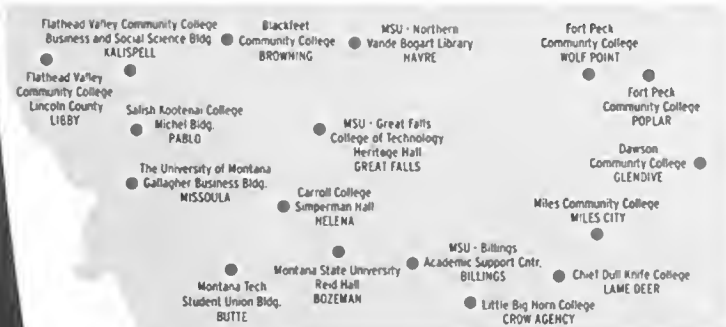 Flathead Valley Community College
Business and Social Science Bldg.
KALISPELL
Blackfeet
Community College
BROWNING
MSU - Northern
Vande Bogart Library
HAVRE
Fort Peck
Community College
WOLF POINT
Flathead Valley
Community College
Lincoln County
LIBBY
Fort Peck
Community College
POPLAR
Salish Kootenai College
Michel Bldg.
PABLO
MSU - Great Falls
College of Technology
Heritage Hall
GREAT FALLS
Dawson
Community College
GLENDIVE
The University of Montana
Gallagher Business Bldg.
MISSOULA
Carroll College
Simperman Hall
HELENA
Miles Community College
MILES CITY
Montana Tech
Student Union Bldg.
BUTTE
Montana State University
Reid Hall
BOZEMAN
MSU - Billings
Academic Support Cntr.
BILLINGS
Chief Dull Knife College
LAME DEER
Little Big Horn College
CROW AGENCY